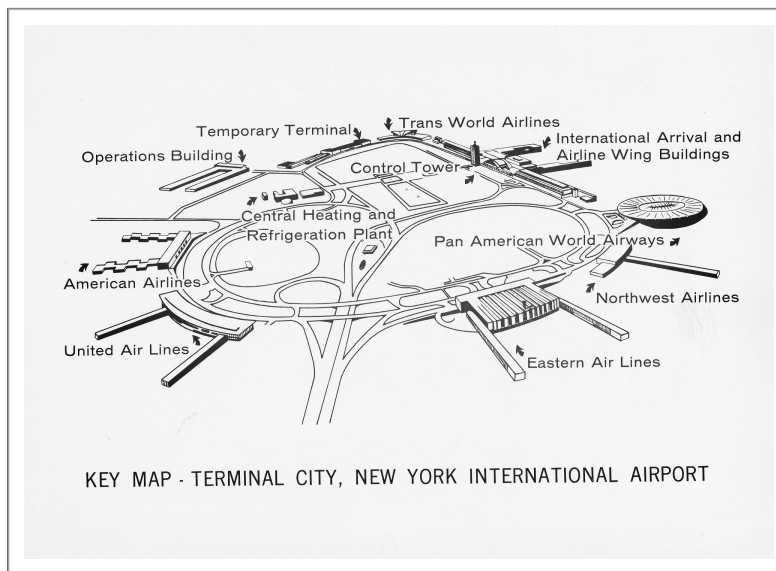 Trans World Airlines
Temporary Terminal
International Arrival and
Airline Wing Buildings
Operations Building
Control Tower
Central Heating and
Refrigeration Plant
Pan American World Airways
American Airlines
Northwest Airlines
United Air Lines
Eastern Air Lines
KEY MAP - TERMINAL CITY, NEW YORK INTERNATIONAL AIRPORT